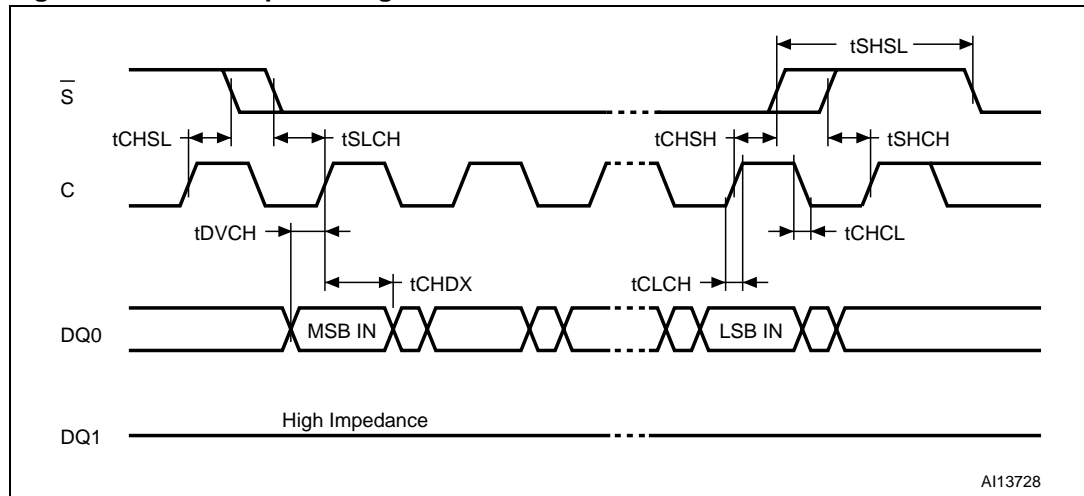 tSHSL
S
tCHSL
tSLCH
tCHSH
tSHCH
C
tDVCH
tCHCL
tCHDX
tCLCH
DQ0
MSB IN
LSB IN
High Impedance
DQ1
AI13728